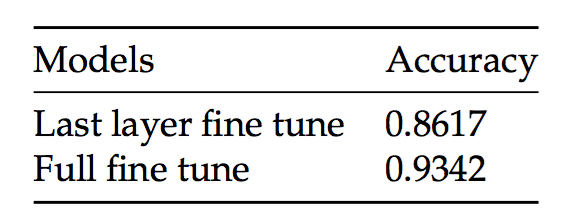 Models Accuracy
Last layer fine tune 0.8617
Full fine tune 0.9342